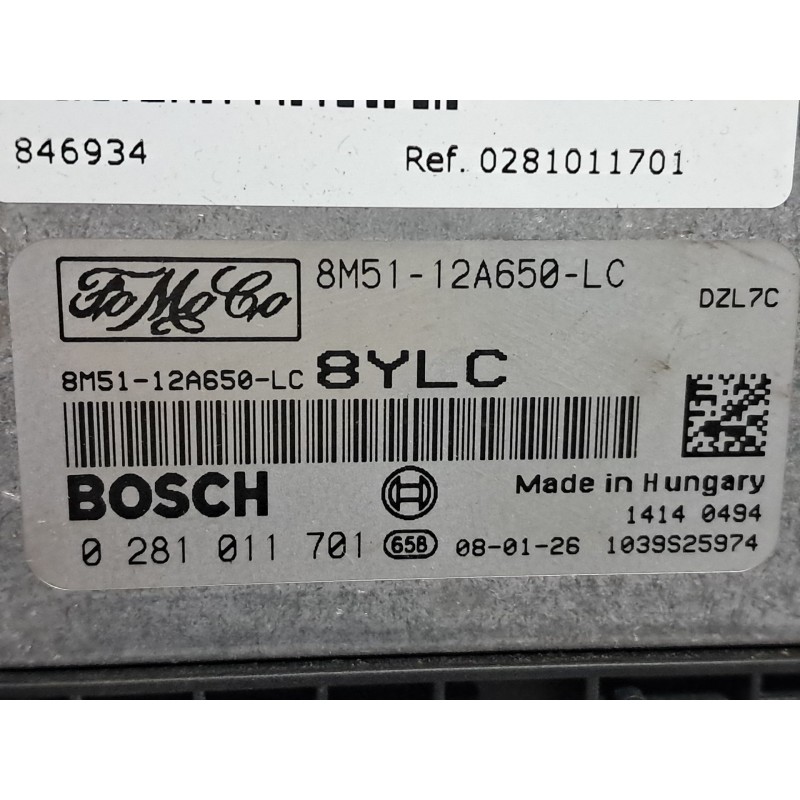 846934
Ref. 0281011701
FoMoCo
8M51-12A650-LC
DZL7C
8M51-12A650-LC 8YLC
BOSCH
Made in Hungary
1414 0494
0 281 011 701 65B 08-01-26 1039S25974